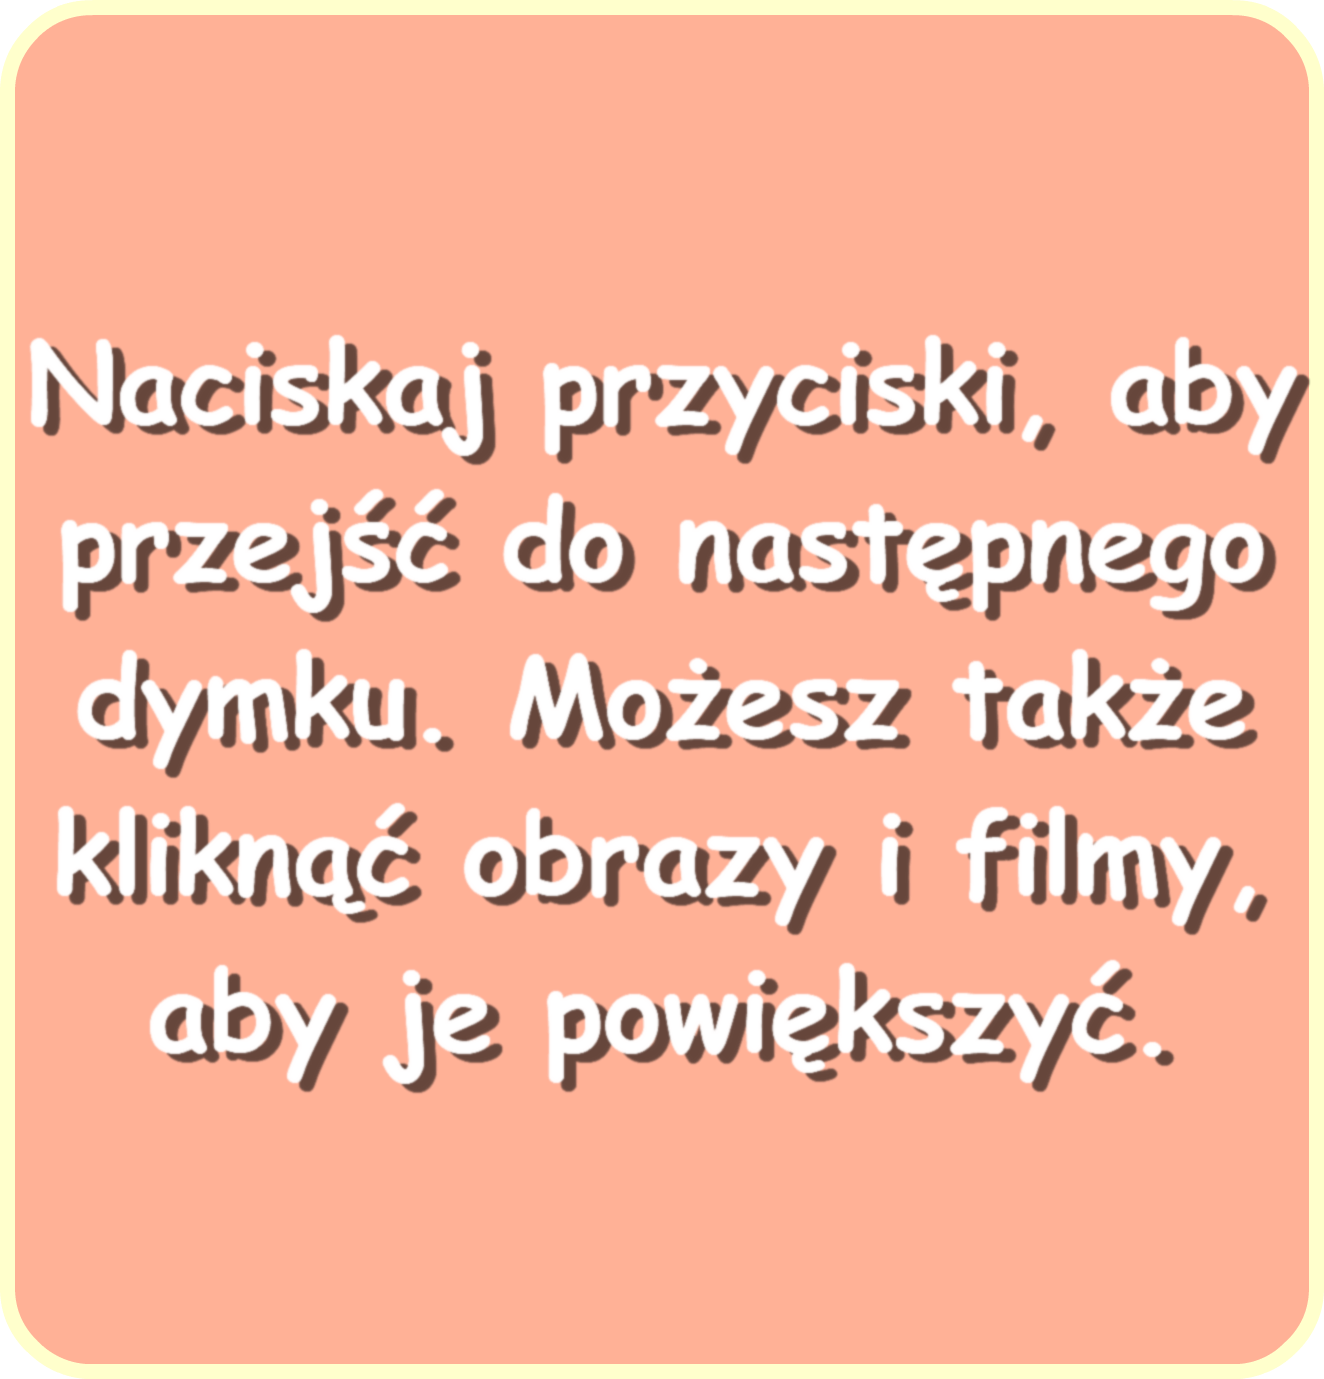 Naciskaj przyciski, aby
przejść do następnego
dymku. Możesz także
kliknąć obrazy i filmy,
aby je powiększyć.